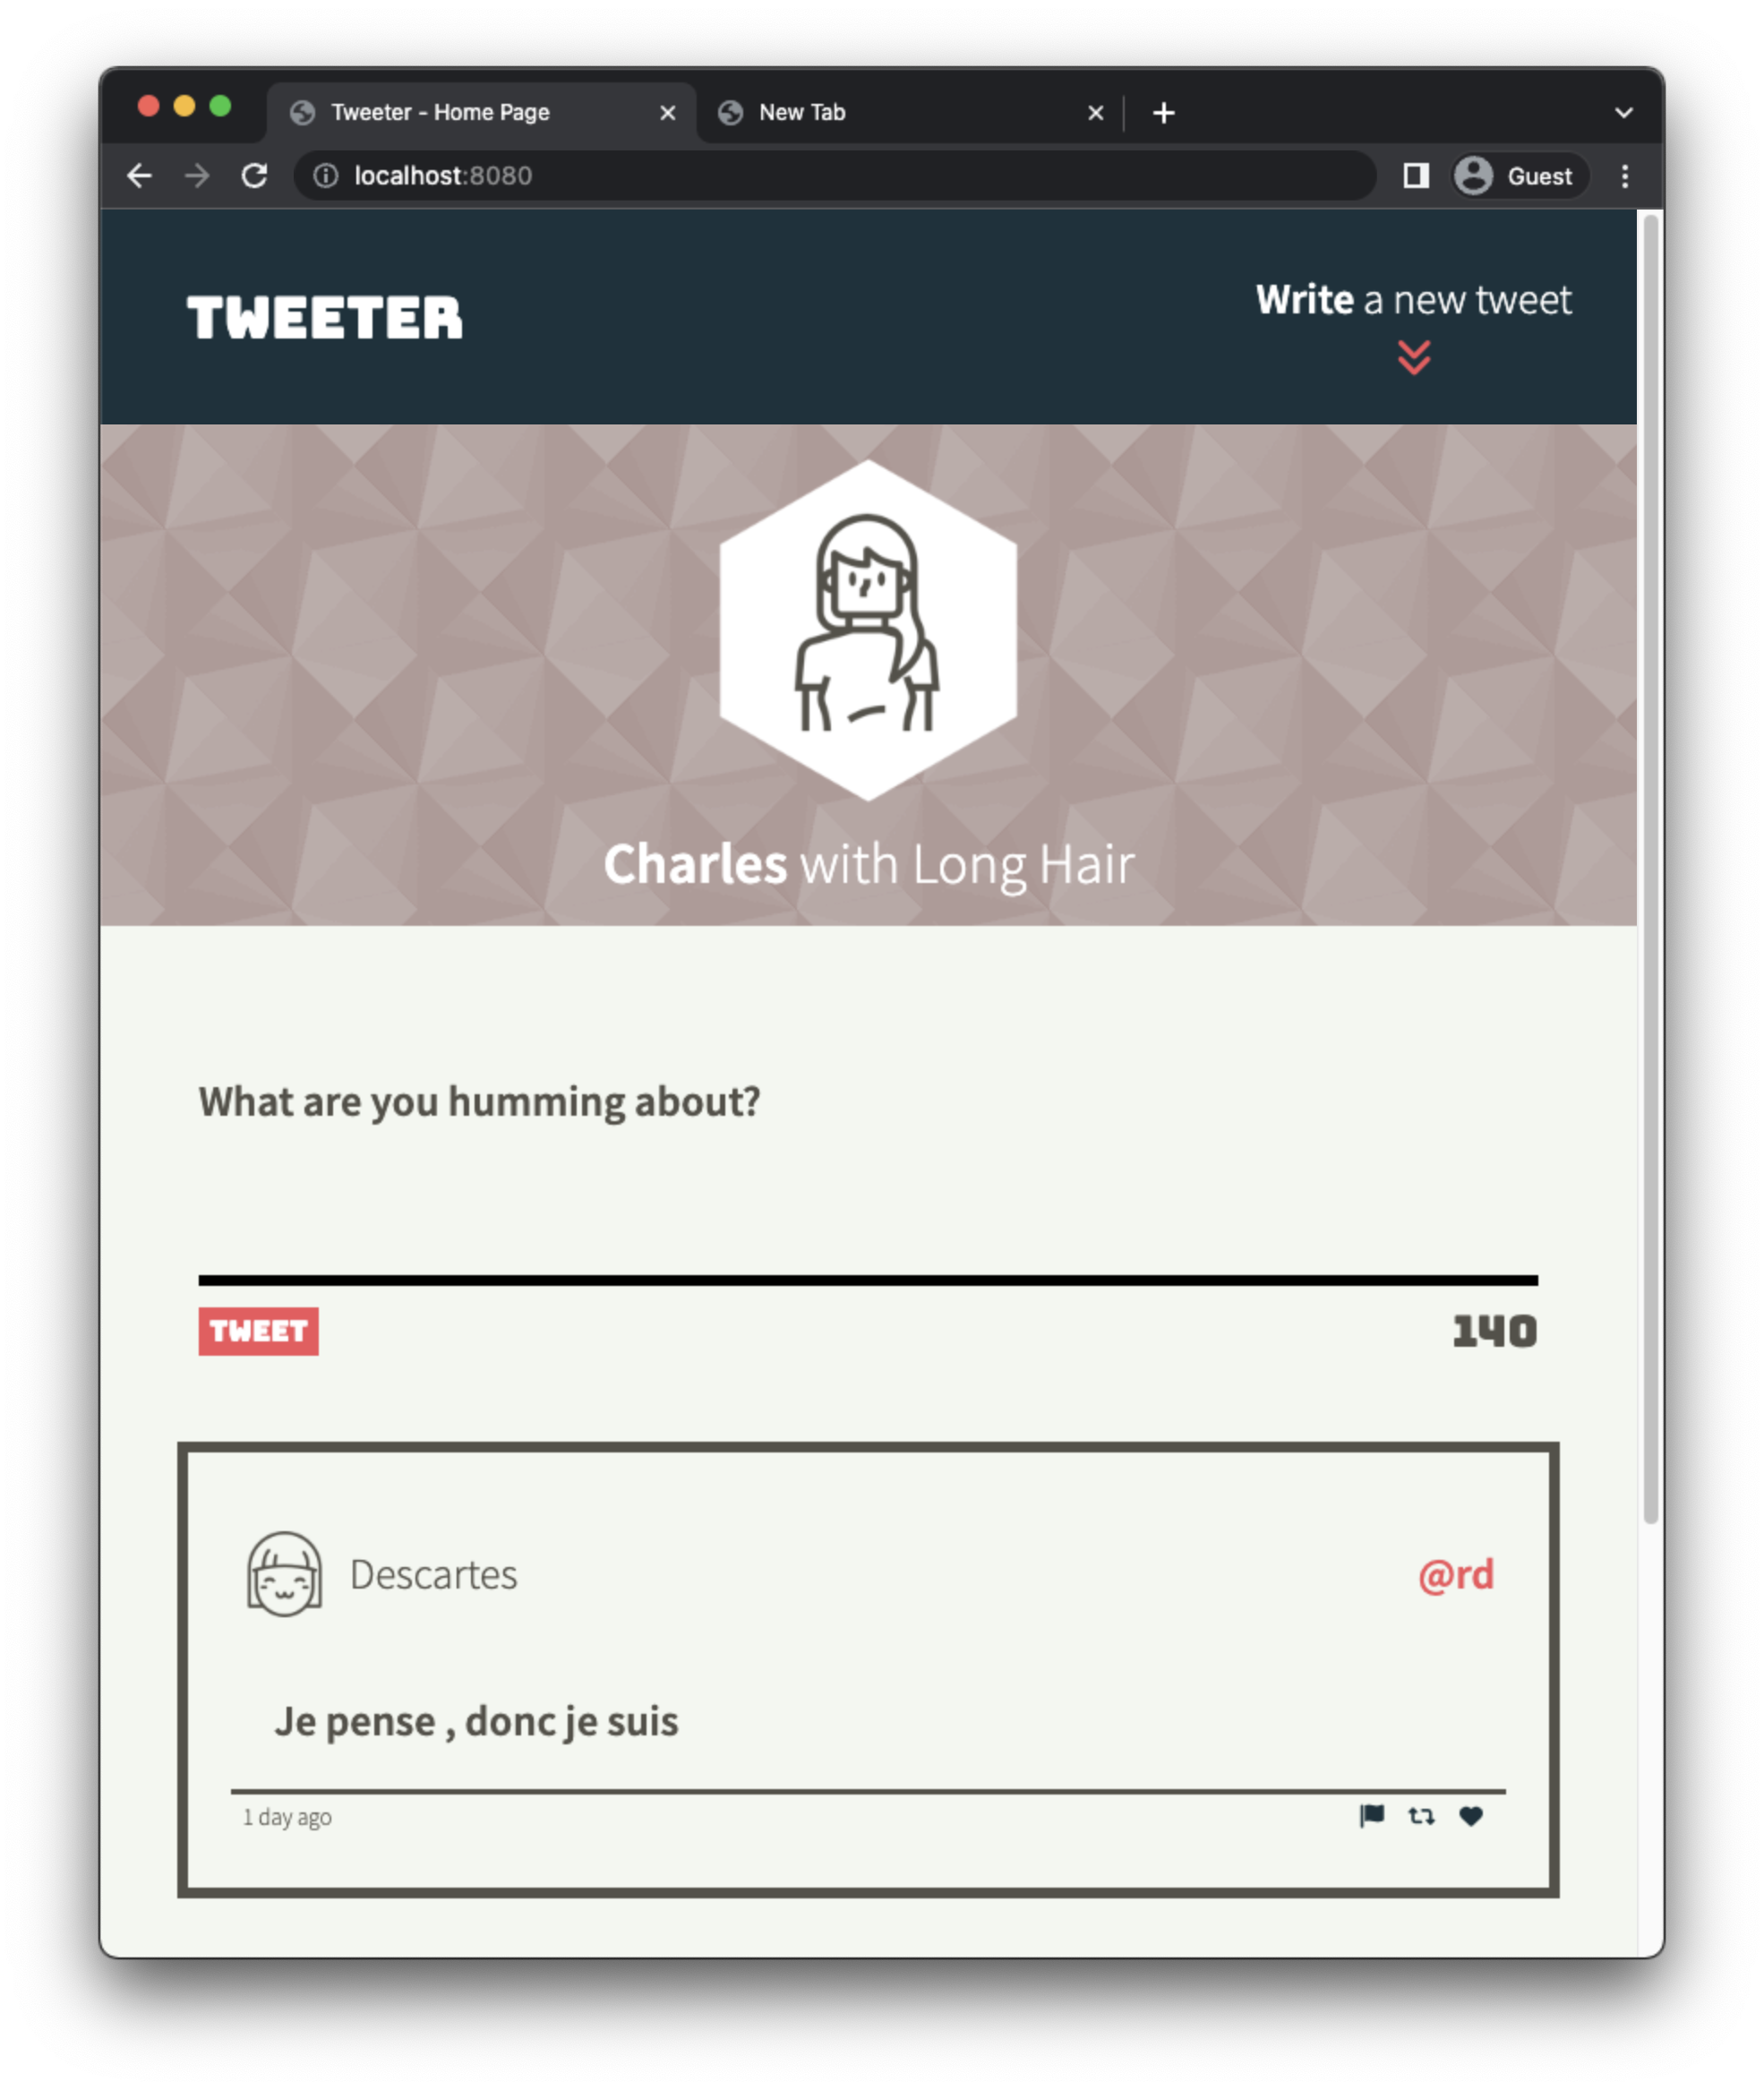 Tweeter - Home Page
New Tab
localhost:8080
Guest
TWEETER
Write a new tweet
Charles with Long Hair
What are you humming about?
TWEET
140
Descartes
@rd
Je pense , donc je suis
1 day ago